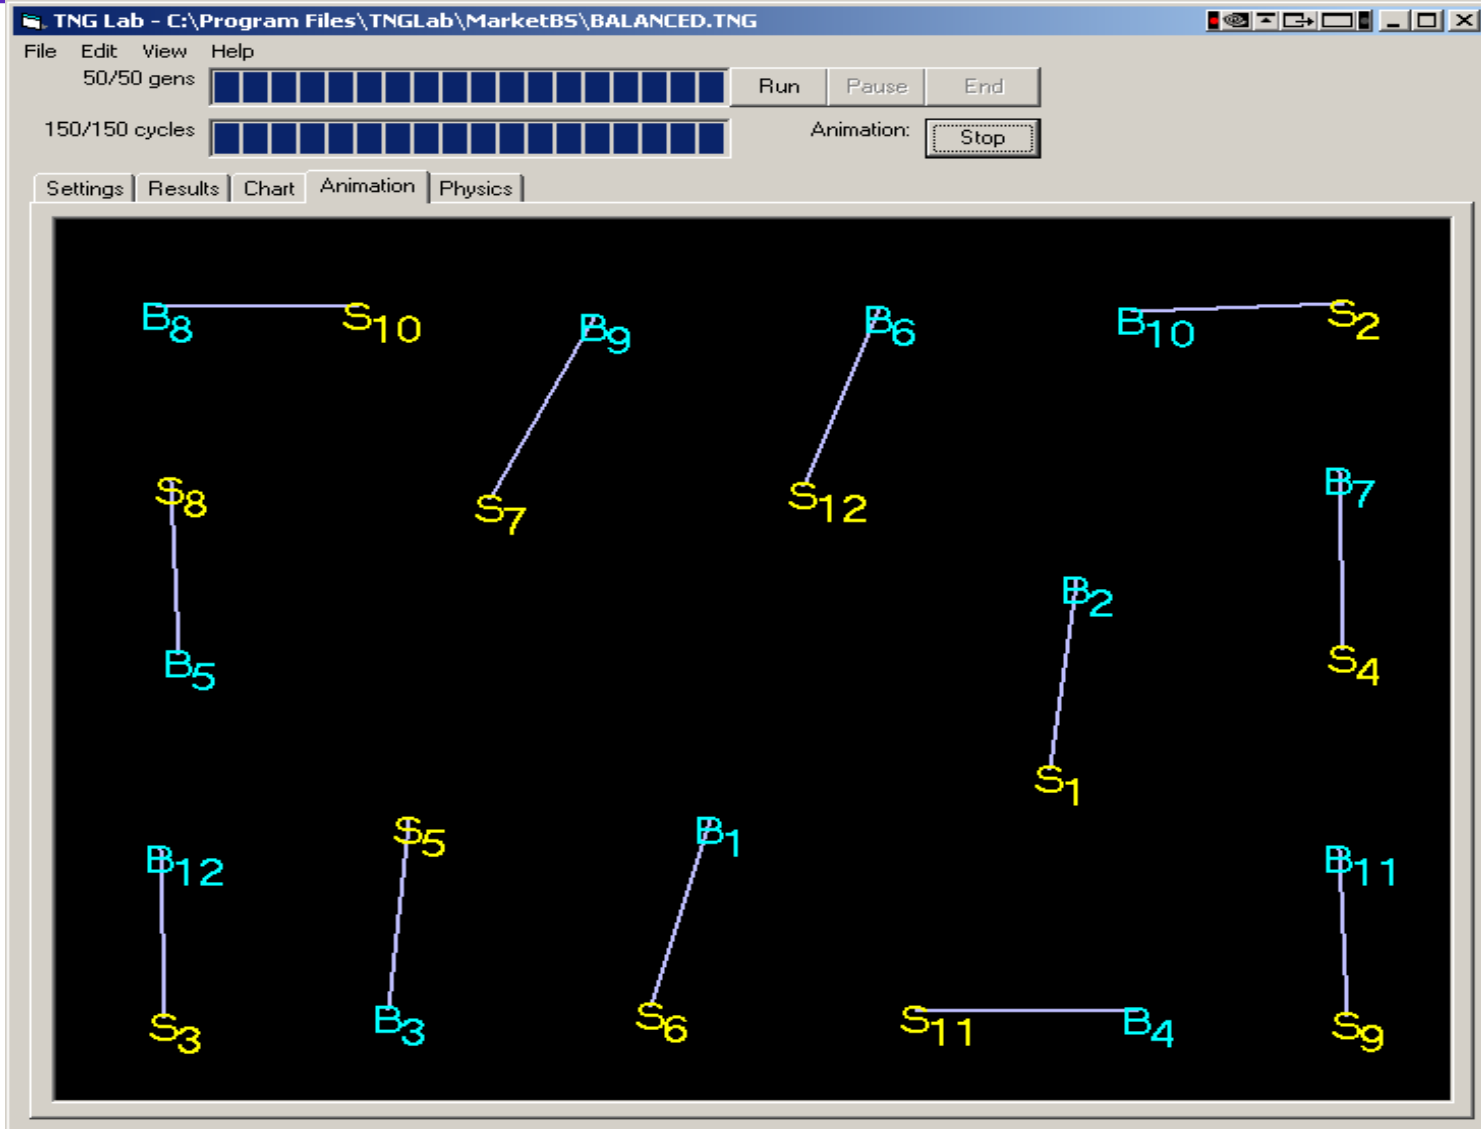 TNG Lab - C:\Program Files\TNGLab\MarketBS\BALANCED.TNG
File Edit View Help
50/50 gens Run Pause End
150/150 cycles Animation: Stop
Settings Results Chart Animation Physics
B8 S10 B9 B6 B10 S2
S8 S7 S12 B7
B5 B2 S4
S1
B12 S5 B1 B11
S3 B3 S6 S11 B4 S9